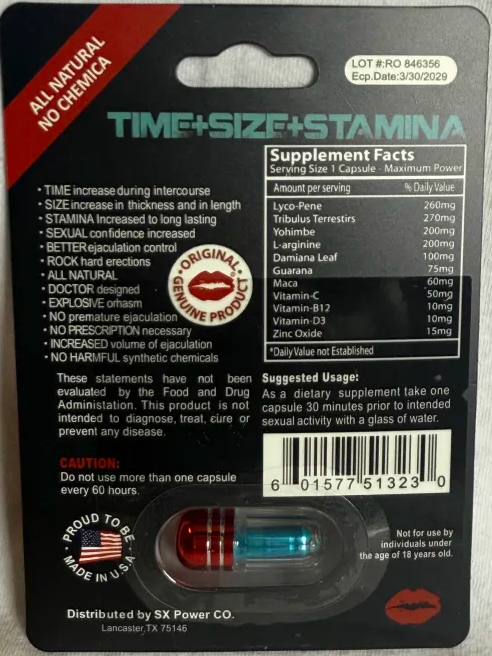 ALL NATURAL
NO CHEMICA
LOT #:RO 846356
Ecp.Date:3/30/2029
TIME+SIZE+STAMINA
• TIME increase during intercourse
• SIZE increase in thickness and in length
• STAMINA Increased to long lasting
• SEXUAL confidence increased
• BETTER ejaculation control
• ROCK hard erections
• ALL NATURAL
• DOCTOR designed
• EXPLOSIVE orhasm
• NO premature ejaculation
• NO PRESCRIPTION necessary
• INCREASED volume of ejaculation
• NO HARMFUL synthetic chemicals
• ORIGINAL •
GENUINE PRODUCT
Supplement Facts
Serving Size 1 Capsule - Maximum Power
Amount per serving % Daily Value
Lyco-Pene 260mg
Tribulus Terrestirs 270mg
Yohimbe 200mg
L-arginine 200mg
Damiana Leaf 100mg
Guarana 75mg
Maca 60mg
Vitamin-C 50mg
Vitamin-B12 10mg
Vitamin-D3 10mg
Zinc Oxide 15mg
*Daily Value not Established
These statements have not been
evaluated by the Food and Drug
Administation. This product is not
intended to diagnose, treat, cure or
prevent any disease.
Suggested Usage:
As a dietary supplement take one
capsule 30 minutes prior to intended
sexual activity with a glass of water.
CAUTION:
Do not use more than one capsule
every 60 hours.
6 01577 51323 0
• PROUD TO BE •
MADE IN U.S.A
Not for use by
individuals under
the age of 18 years old.
Distributed by SX Power CO.
Lancaster,TX 75146